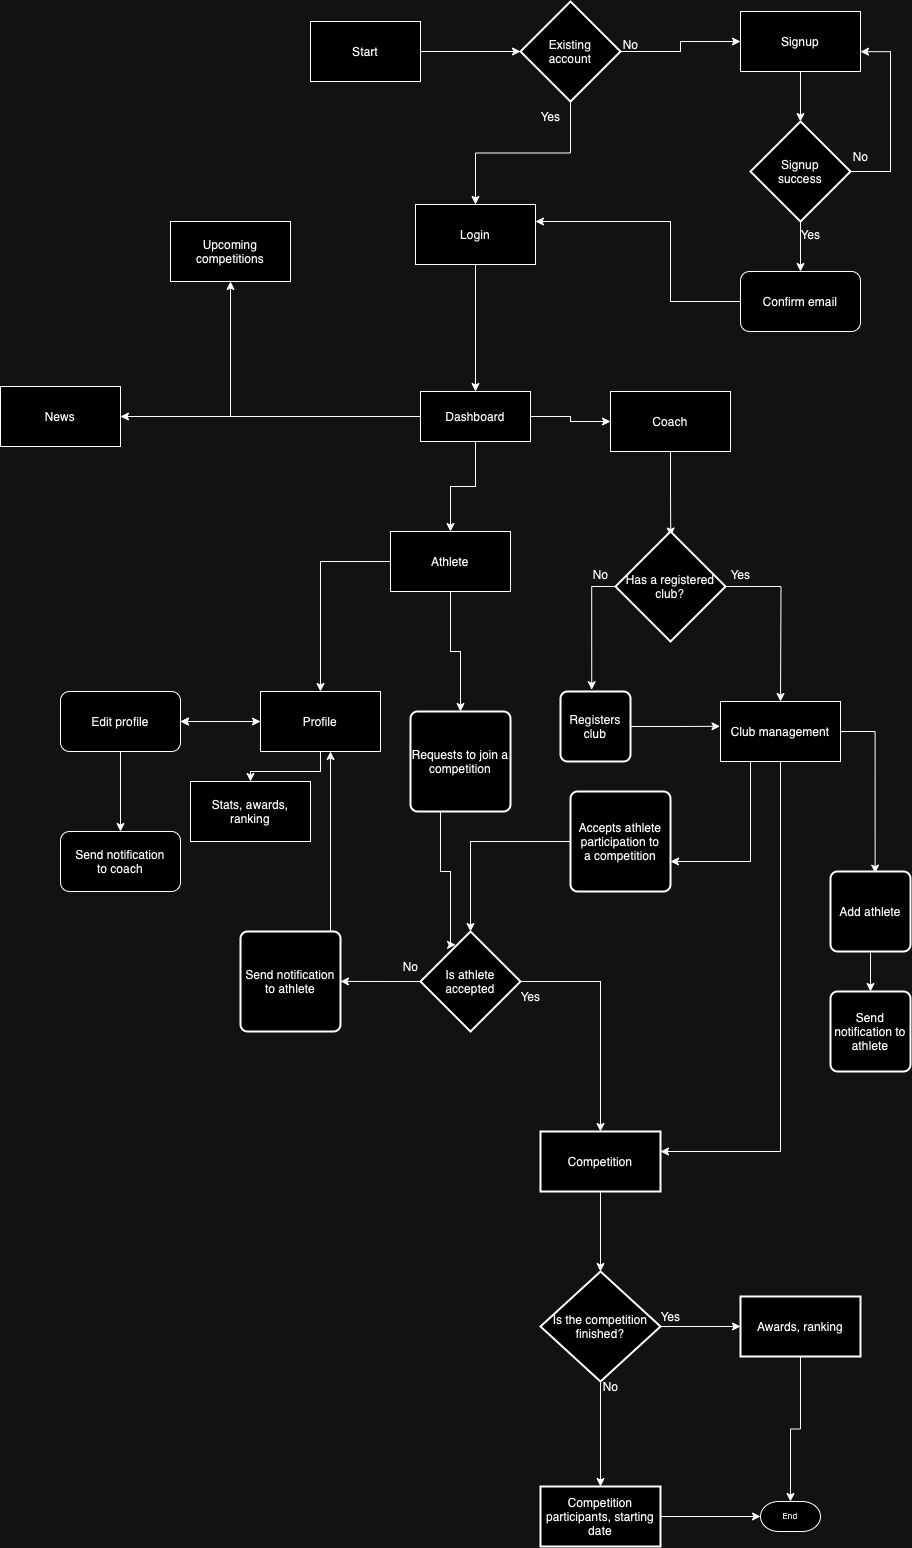 Start
Existing
account
No
Signup
Yes
Signup
success
No
Yes
Login
Upcoming
competitions
Confirm email
News
Dashboard
Coach
Athlete
No
Has a registered
club?
Yes
Edit profile
Profile
Requests to join a
competition
Registers
club
Club management
Stats, awards,
ranking
Send notification
to coach
Accepts athlete
participation to
a competition
Add athlete
Send notification
to athlete
No
Is athlete
accepted
Yes
Send
notification to
athlete
Competition
Is the competition
finished?
Yes
Awards, ranking
No
Competition
participants, starting
date
End